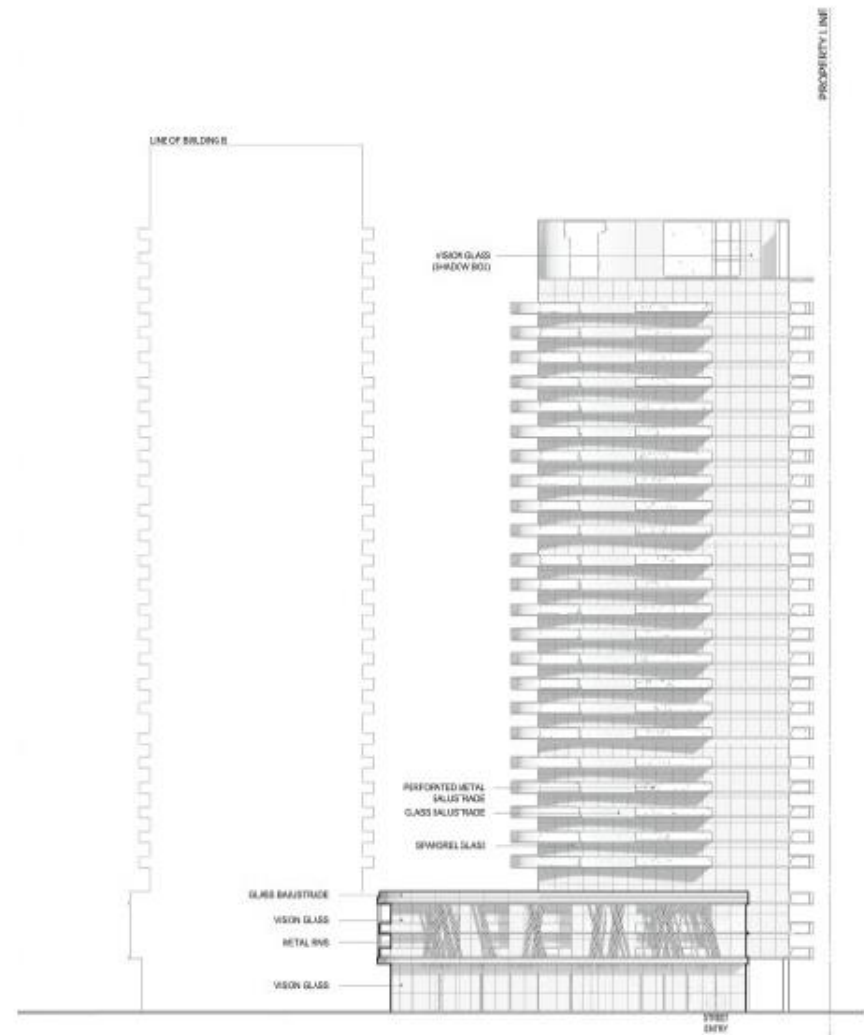 PROPERTY LINE
LINE OF BUILDING B
VISION GLASS
(SHADOW BOX)
PERFORATED METAL
BALUSTRADE
GLASS BALUSTRADE
SPANDREL GLASS
GLASS BALUSTRADE
VISION GLASS
METAL FINS
VISION GLASS
STREET
ENTRY